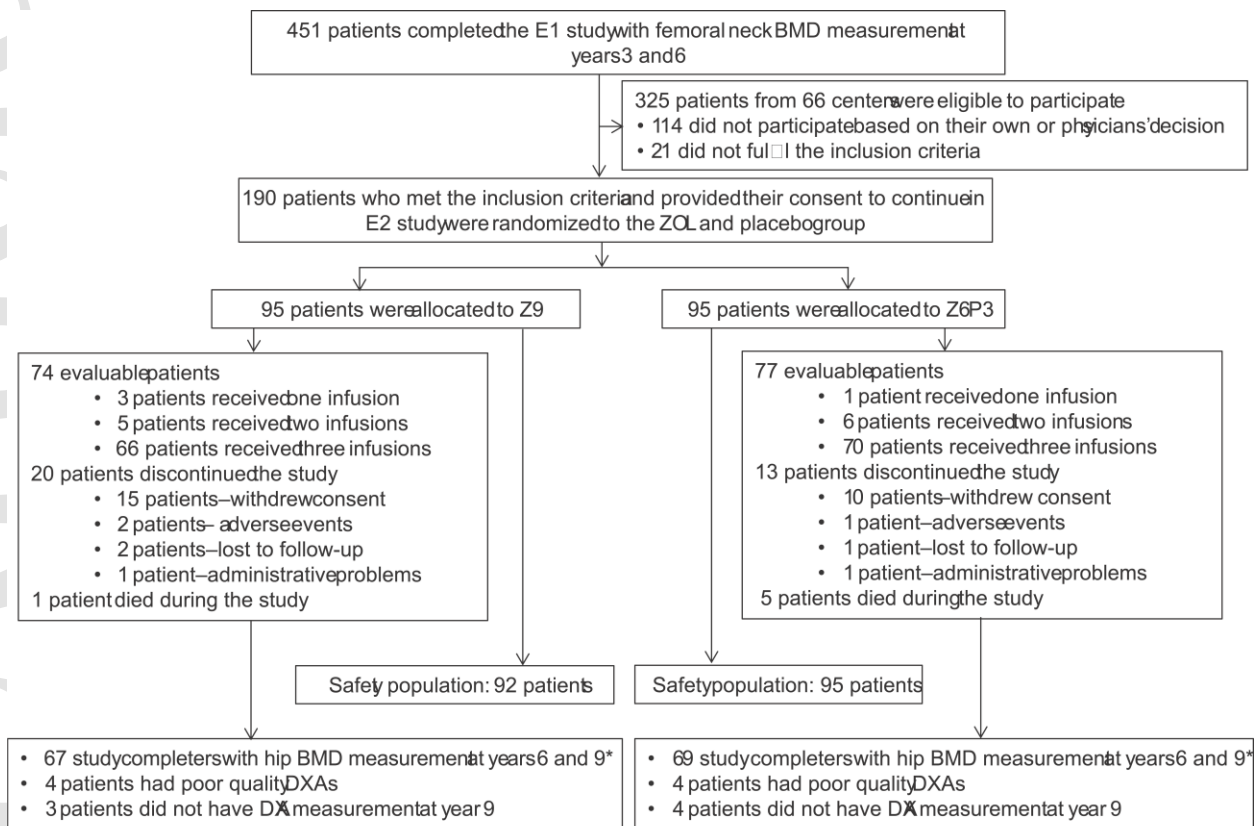 451 patients completed the E1 study with femoral neck BMD measurement at
years 3 and 6
325 patients from 66 centers were eligible to participate
• 114 did not participate based on their own or physicians' decision
• 21 did not ful□l the inclusion criteria
190 patients who met the inclusion criteria and provided their consent to continue in
E2 study were randomized to the ZOL and placebo group
95 patients were allocated to Z9
95 patients were allocated to Z6P3
74 evaluable patients
• 3 patients received one infusion
• 5 patients received two infusions
• 66 patients received three infusions
20 patients discontinued the study
• 15 patients–withdrew consent
• 2 patients– adverse events
• 2 patients–lost to follow-up
• 1 patient–administrative problems
1 patient died during the study
77 evaluable patients
• 1 patient received one infusion
• 6 patients received two infusions
• 70 patients received three infusions
13 patients discontinued the study
• 10 patients–withdrew consent
• 1 patient–adverse events
• 1 patient–lost to follow-up
• 1 patient–administrative problems
5 patients died during the study
Safety population: 92 patients
Safety population: 95 patients
• 67 study completers with hip BMD measurement at years 6 and 9*
• 4 patients had poor quality DXAs
• 3 patients did not have DXA measurement at year 9
• 69 study completers with hip BMD measurement at years 6 and 9*
• 4 patients had poor quality DXAs
• 4 patients did not have DXA measurement at year 9